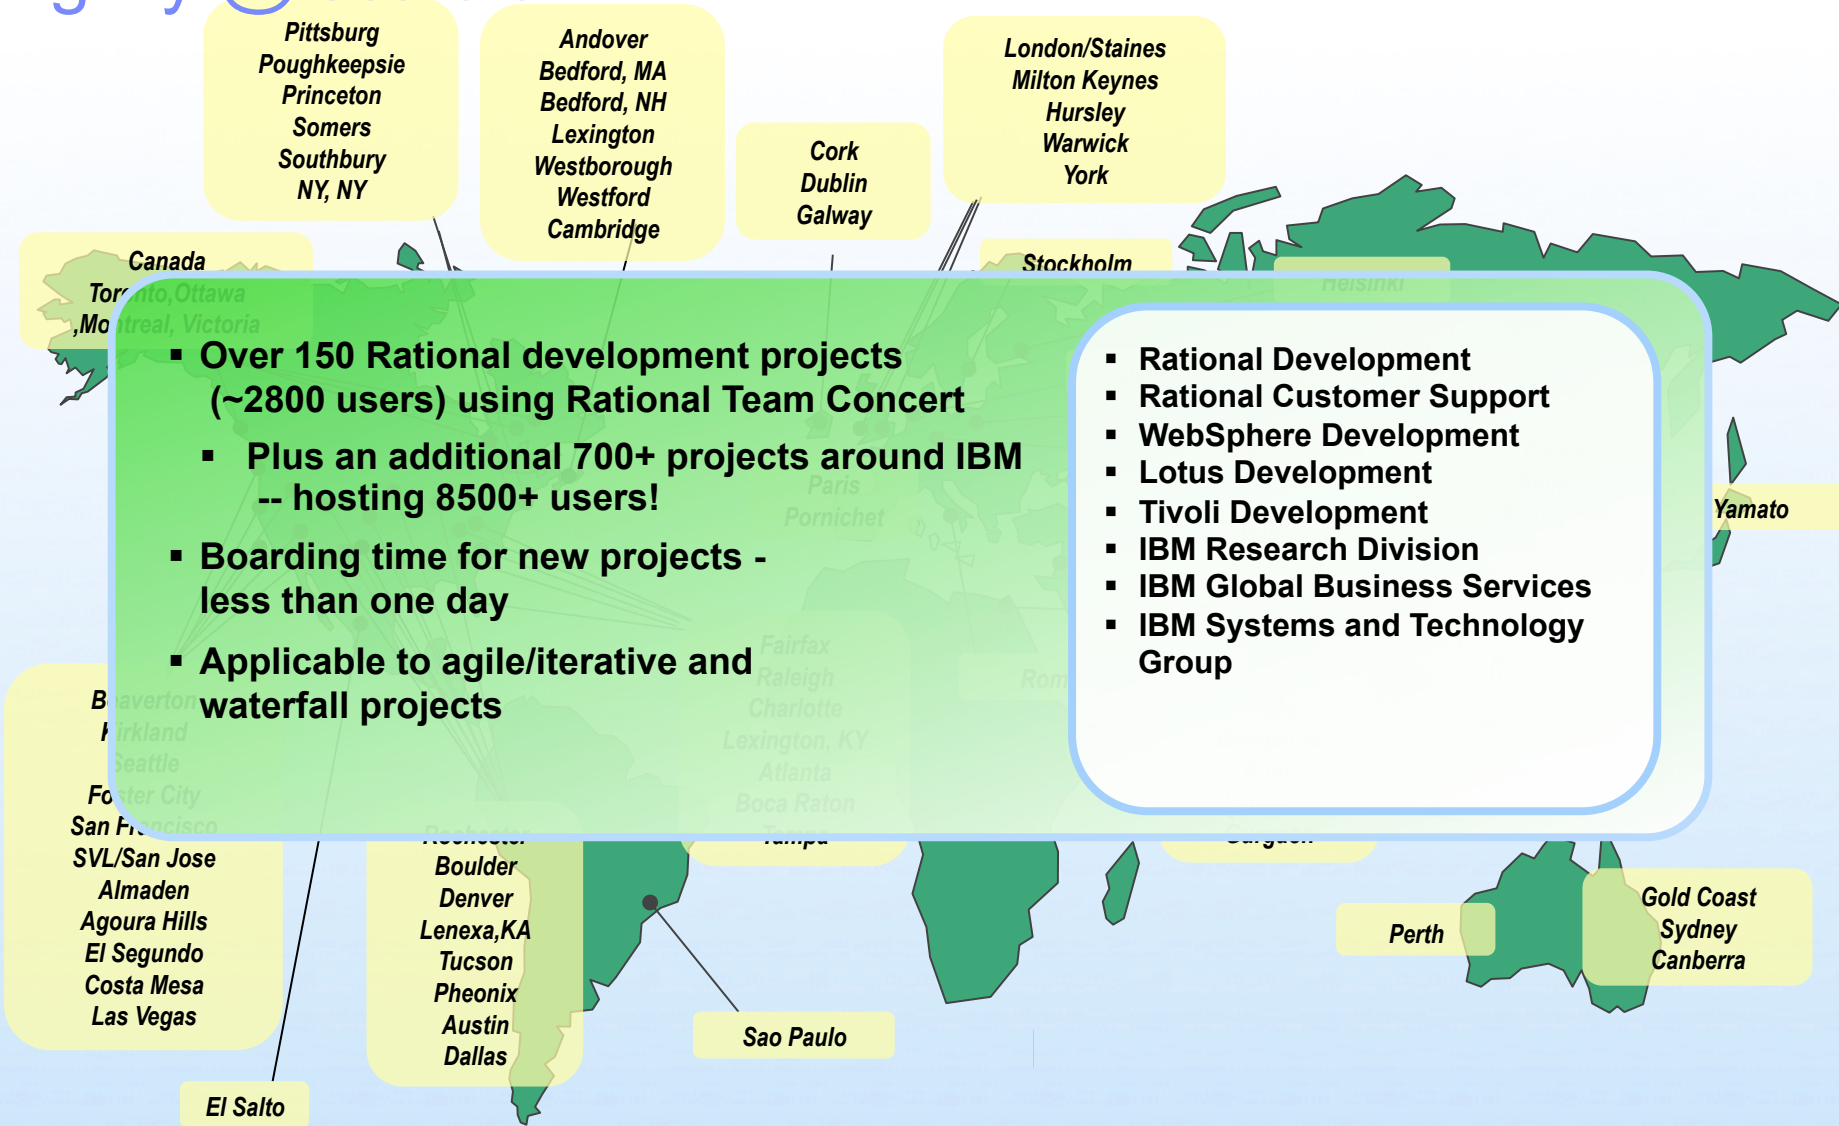 Pittsburg
Poughkeepsie
Princeton
Somers
Southbury
NY, NY
Andover
Bedford, MA
Bedford, NH
Lexington
Westborough
Westford
Cambridge
Cork
Dublin
Galway
London/Staines
Milton Keynes
Hursley
Warwick
York
Canada
Toronto,Ottawa
,Montreal, Victoria
Stockholm
Helsinki
▪ Over 150 Rational development projects
(~2800 users) using Rational Team Concert
▪ Plus an additional 700+ projects around IBM
-- hosting 8500+ users!
▪ Boarding time for new projects -
less than one day
▪ Applicable to agile/iterative and
waterfall projects
▪ Rational Development
▪ Rational Customer Support
▪ WebSphere Development
▪ Lotus Development
▪ Tivoli Development
▪ IBM Research Division
▪ IBM Global Business Services
▪ IBM Systems and Technology
Group
Paris
Pornichet
Yamato
Fairfax
Raleigh
Charlotte
Lexington, KY
Atlanta
Boca Raton
Tampa
Beaverton
Kirkland
Seattle
Foster City
San Francisco
SVL/San Jose
Almaden
Agoura Hills
El Segundo
Costa Mesa
Las Vegas
Rochester
Boulder
Denver
Lenexa,KA
Tucson
Pheonix
Austin
Dallas
El Salto
Sao Paulo
Perth
Gold Coast
Sydney
Canberra